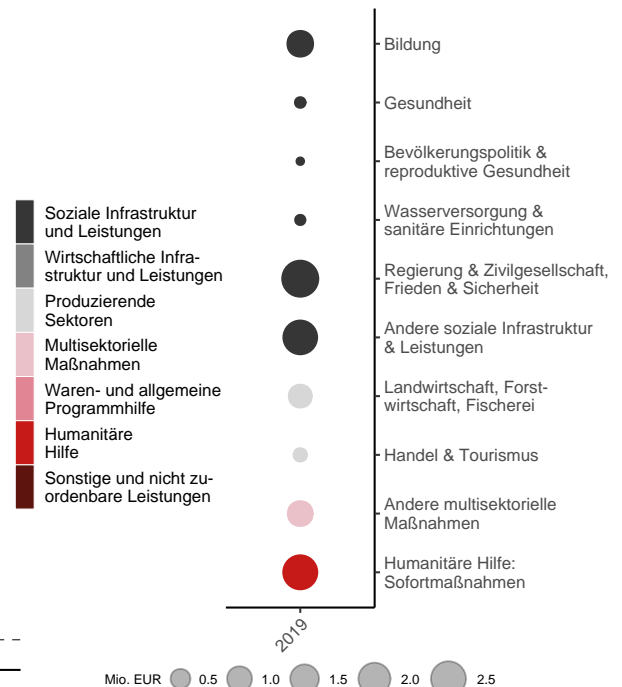 Soziale Infrastruktur
und Leistungen
Wirtschaftliche Infra-
struktur und Leistungen
Produzierende
Sektoren
Multisektorielle
Maßnahmen
Waren- und allgemeine
Programmhilfe
Humanitäre
Hilfe
Sonstige und nicht zu-
ordenbare Leistungen
Bildung
Gesundheit
Bevölkerungspolitik &
reproduktive Gesundheit
Wasserversorgung &
sanitäre Einrichtungen
Regierung & Zivilgesellschaft,
Frieden & Sicherheit
Andere soziale Infrastruktur
& Leistungen
Landwirtschaft, Forst-
wirtschaft, Fischerei
Handel & Tourismus
Andere multisektorielle
Maßnahmen
Humanitäre Hilfe:
Sofortmaßnahmen
2019
Mio. EUR 0.5 1.0 1.5 2.0 2.5